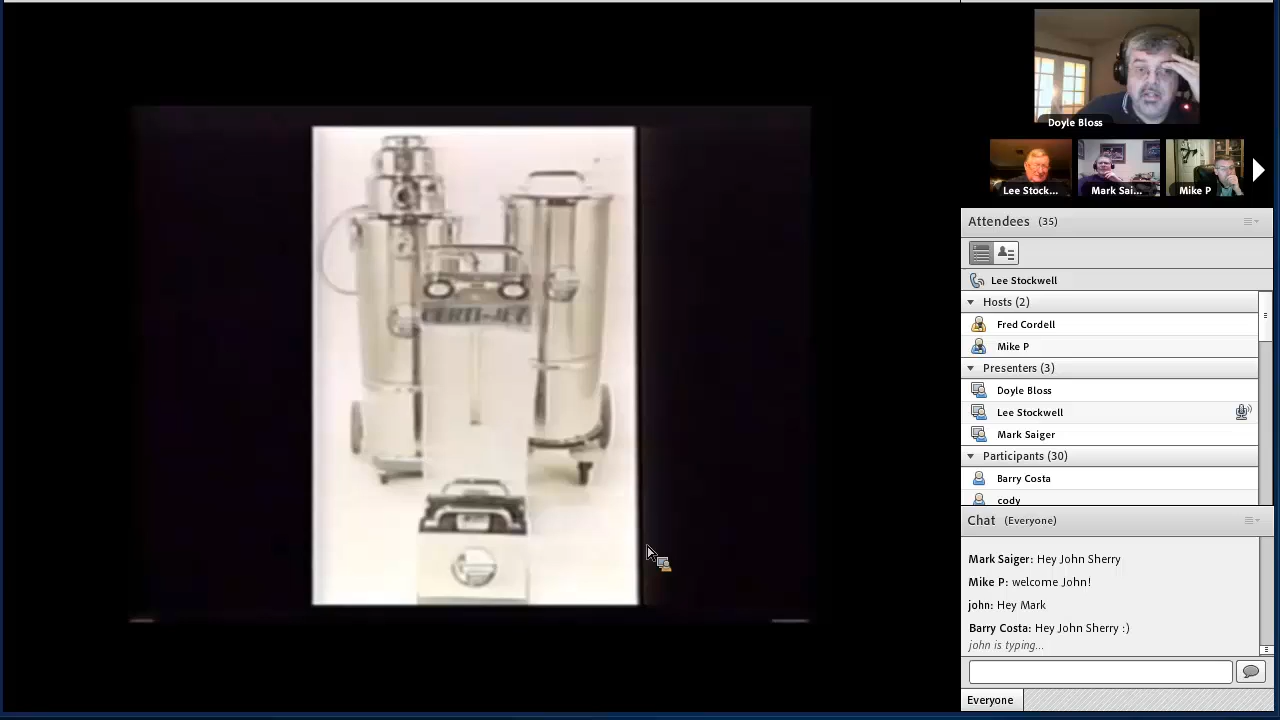 CERTI-JET
Doyle Bloss
Lee Stock...
Mark Sai...
Mike P
Attendees (35)
Lee Stockwell
Hosts (2)
Fred Cordell
Mike P
Presenters (3)
Doyle Bloss
Lee Stockwell
Mark Saiger
Participants (30)
Barry Costa
cody
Chat (Everyone)
Mark Saiger: Hey John Sherry
Mike P: welcome John!
john: Hey Mark
Barry Costa: Hey John Sherry :)
john is typing...
Everyone